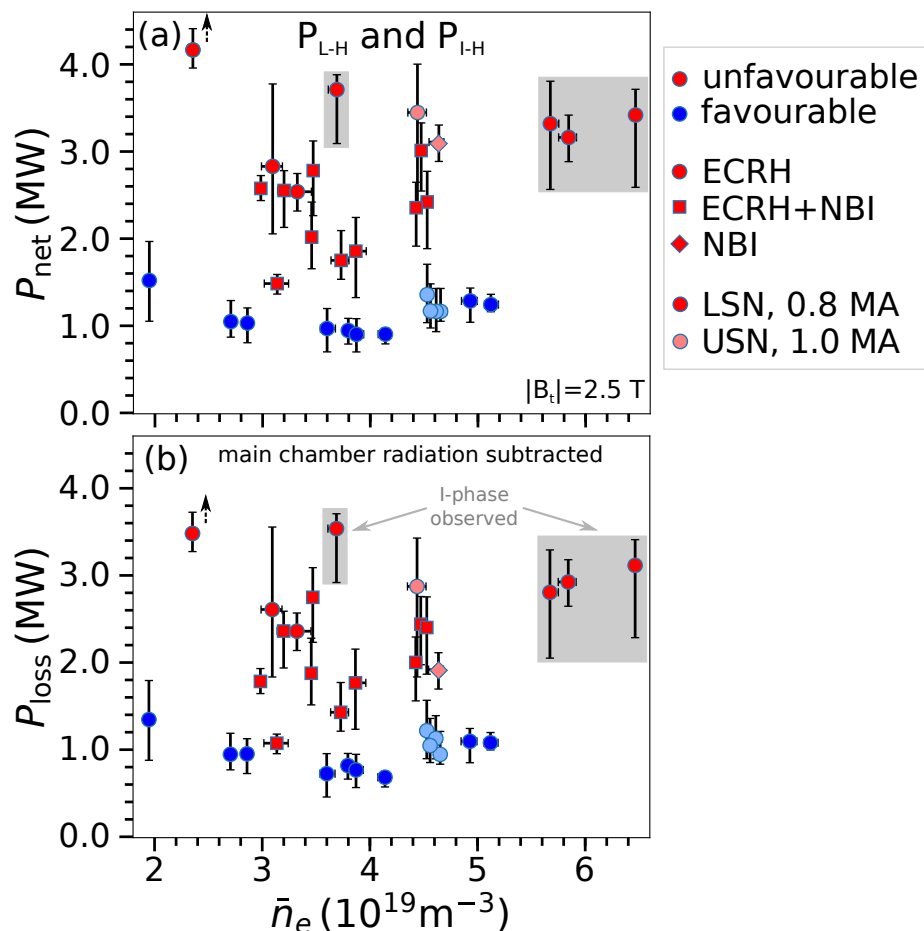 (a)
P_L-H and P_I-H
4.0
3.0
2.0
1.0
0.0
P_net (MW)
|B_t|=2.5 T
unfavourable
favourable
ECRH
ECRH+NBI
NBI
LSN, 0.8 MA
USN, 1.0 MA
(b)
main chamber radiation subtracted
I-phase
observed
4.0
3.0
2.0
1.0
0.0
P_loss (MW)
2 3 4 5 6
n̄_e (10¹⁹m⁻³)